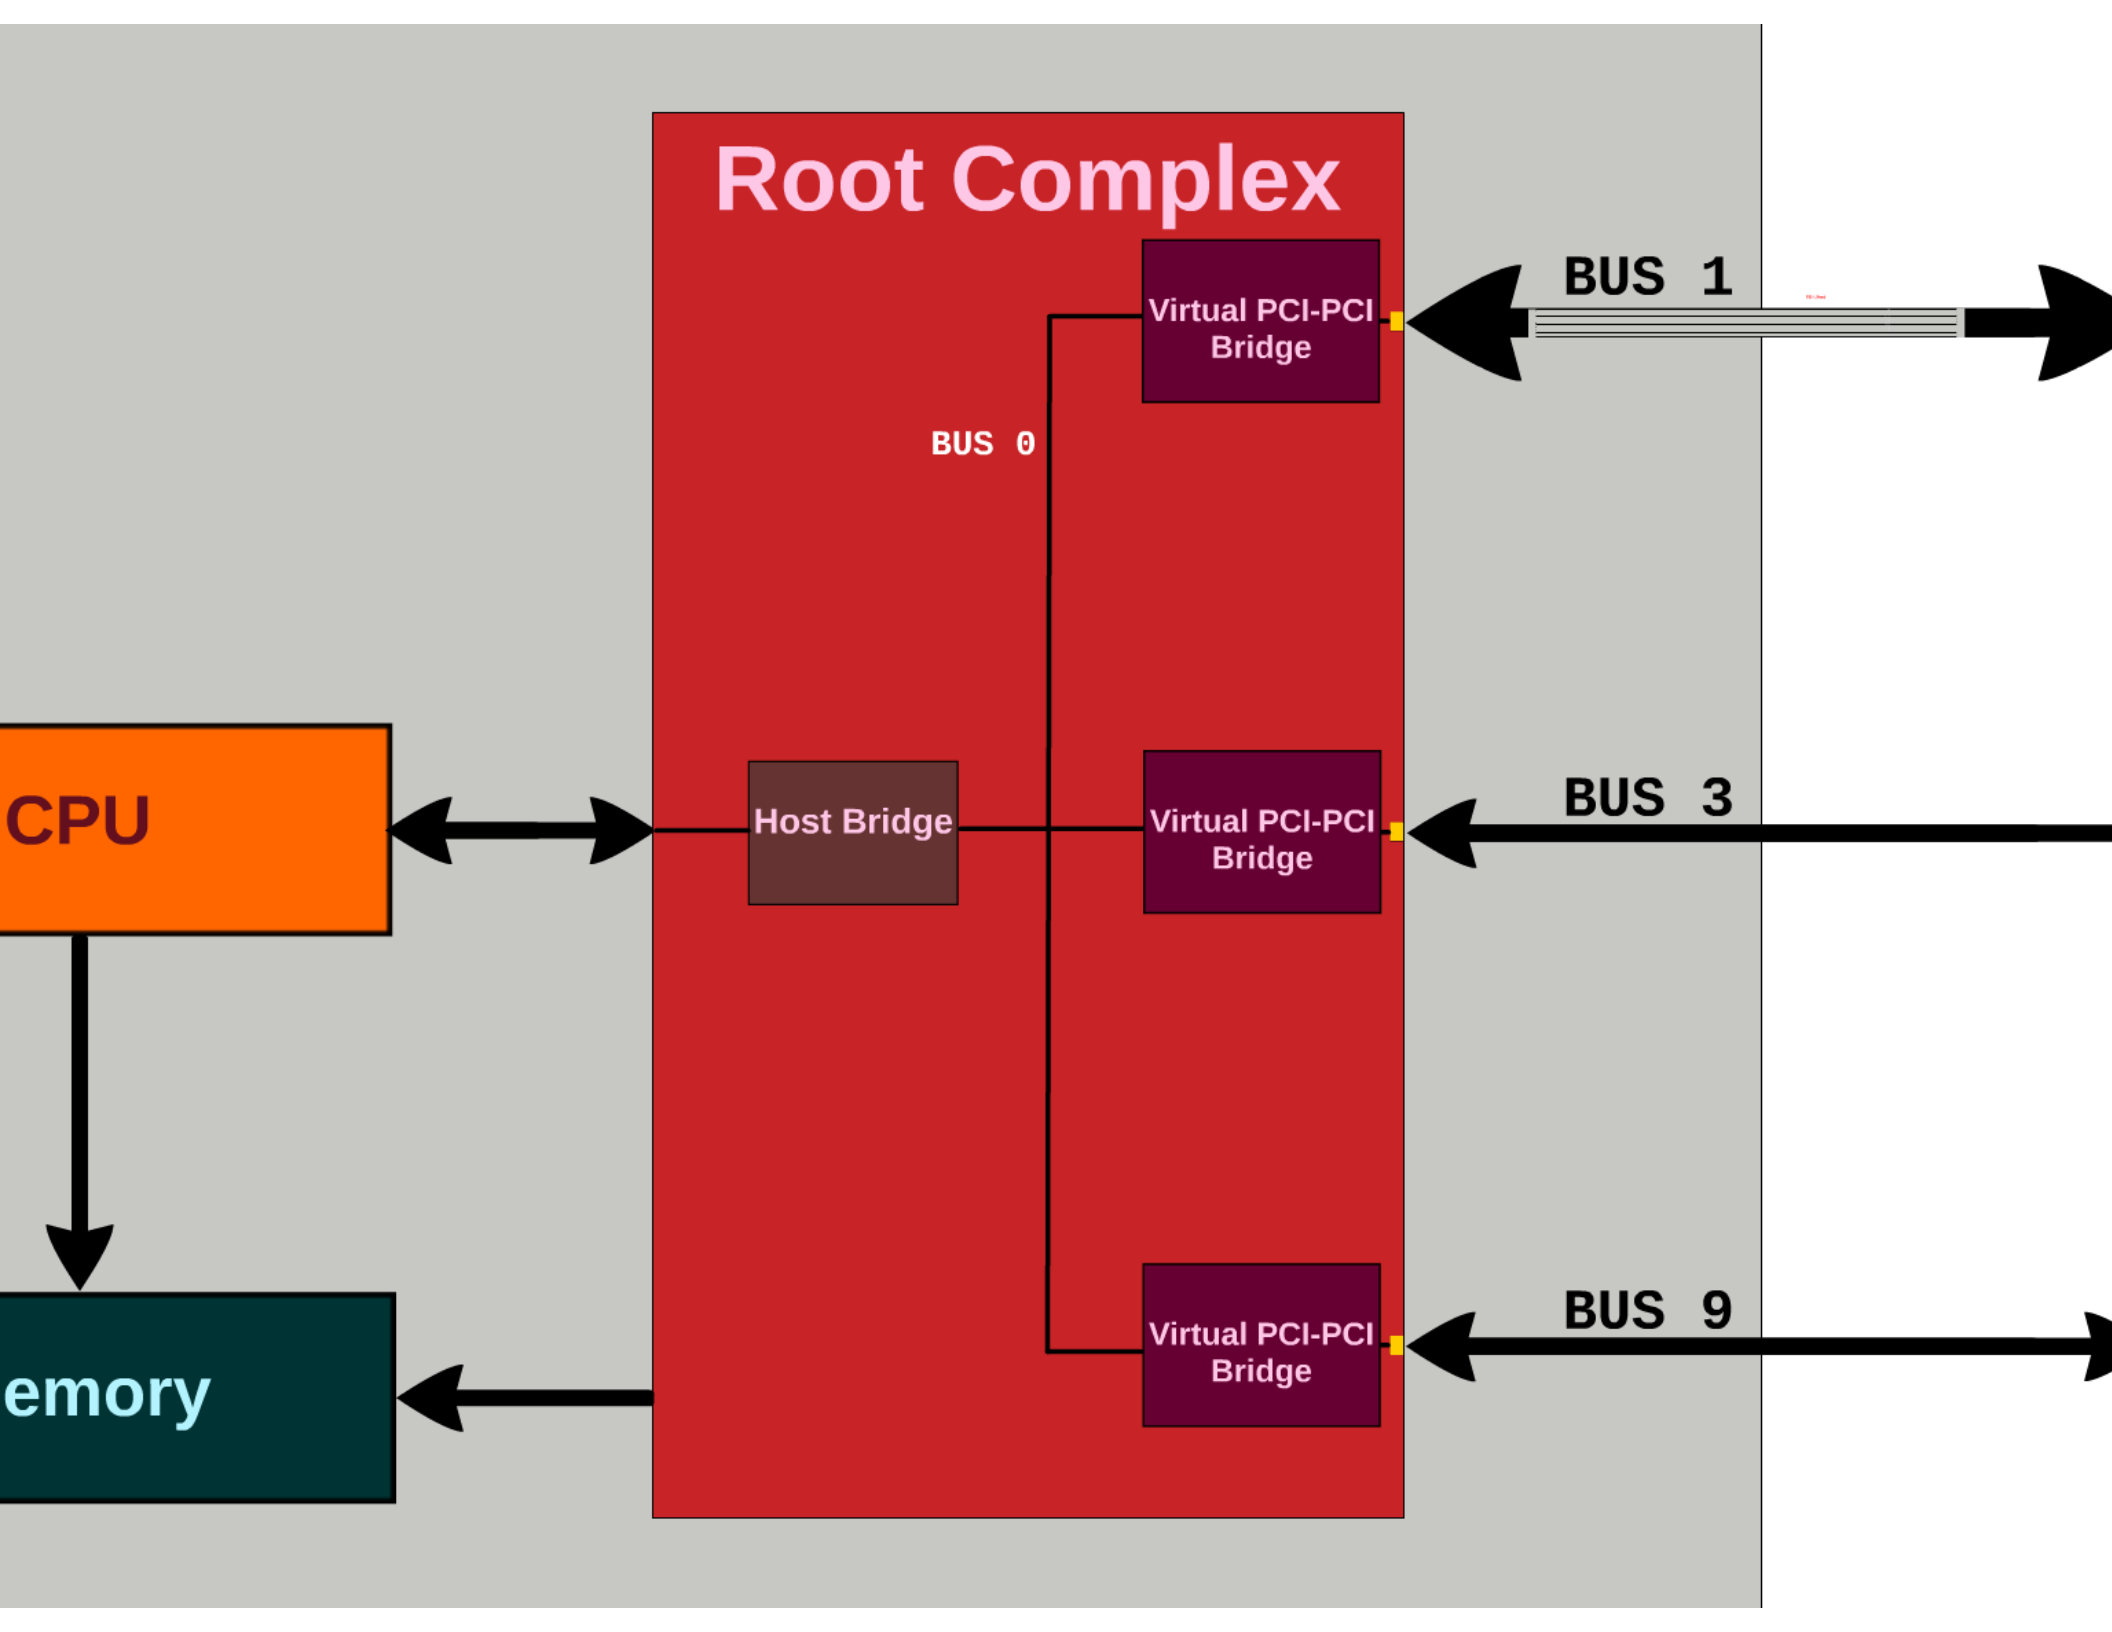 Root Complex
Virtual PCI-PCI
Bridge
BUS 1
BUS 0
CPU
Host Bridge
Virtual PCI-PCI
Bridge
BUS 3
emory
Virtual PCI-PCI
Bridge
BUS 9